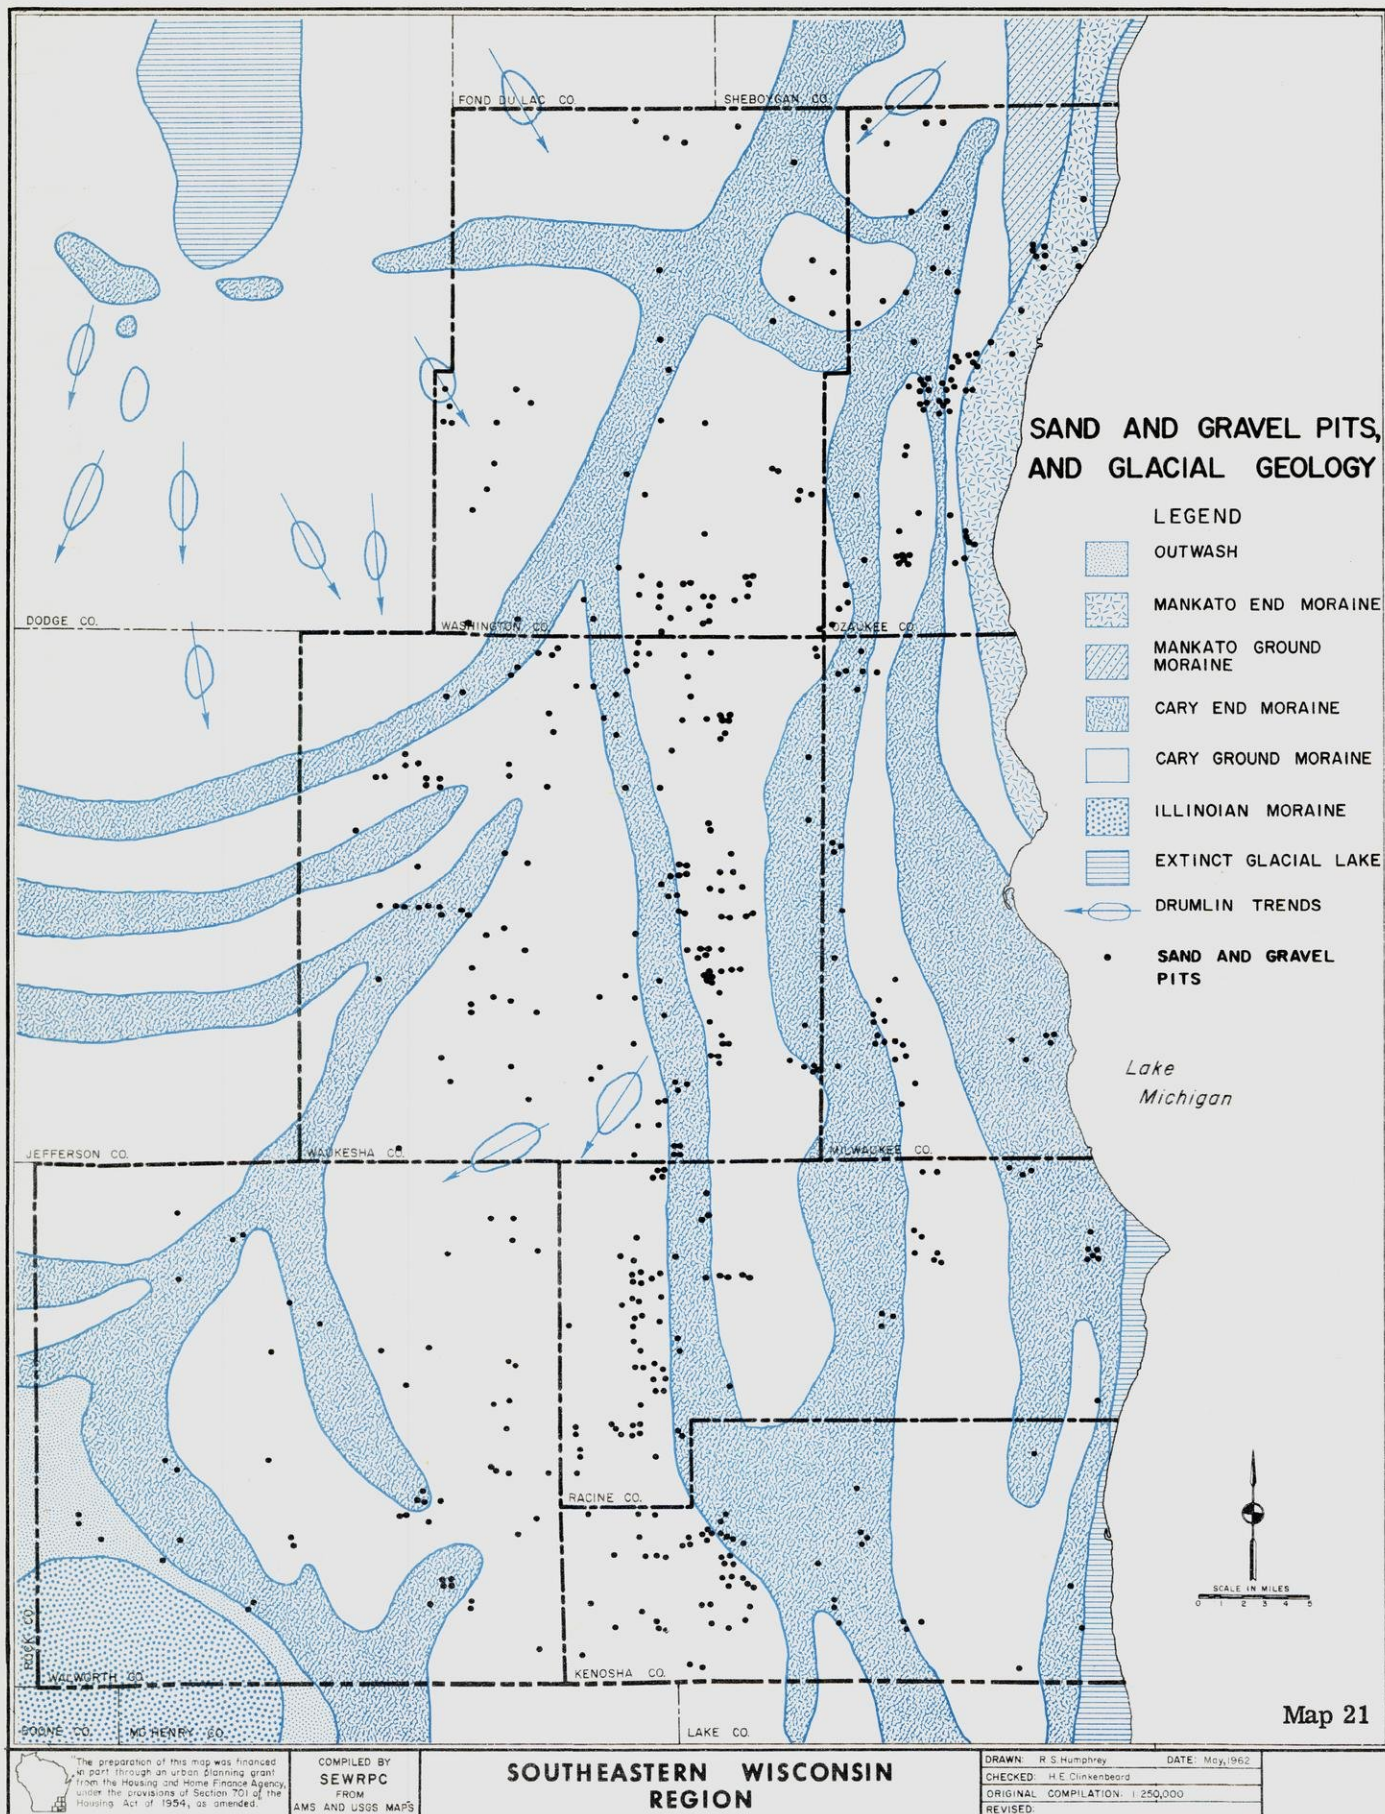 FOND DU LAC CO.
SHEBOYGAN CO.
SAND AND GRAVEL PITS,
AND GLACIAL GEOLOGY
LEGEND
OUTWASH
MANKATO END MORAINE
MANKATO GROUND
MORAINE
CARY END MORAINE
CARY GROUND MORAINE
ILLINOIAN MORAINE
EXTINCT GLACIAL LAKE
DRUMLIN TRENDS
SAND AND GRAVEL
PITS
DODGE CO.
WASHINGTON CO.
OZAUKEE CO.
Lake
Michigan
JEFFERSON CO.
WAUKESHA CO.
MILWAUKEE CO.
RACINE CO.
SCALE IN MILES
0 1 2 3 4 5
ROCK CO.
WALWORTH CO.
KENOSHA CO.
BOONE CO.
MC HENRY CO.
LAKE CO.
Map 21
"The preparation of this map was financed
in part through an urban planning grant
from the Housing and Home Finance Agency,
under the provisions of Section 701 of the
Housing Act of 1954, as amended."
COMPILED BY
SEWRPC
FROM
AMS AND USGS MAPS
SOUTHEASTERN WISCONSIN
REGION
DRAWN: R.S.Humphrey DATE: May,1962
CHECKED: H.E.Clinkenbeard
ORIGINAL COMPILATION: 1:250,000
REVISED: